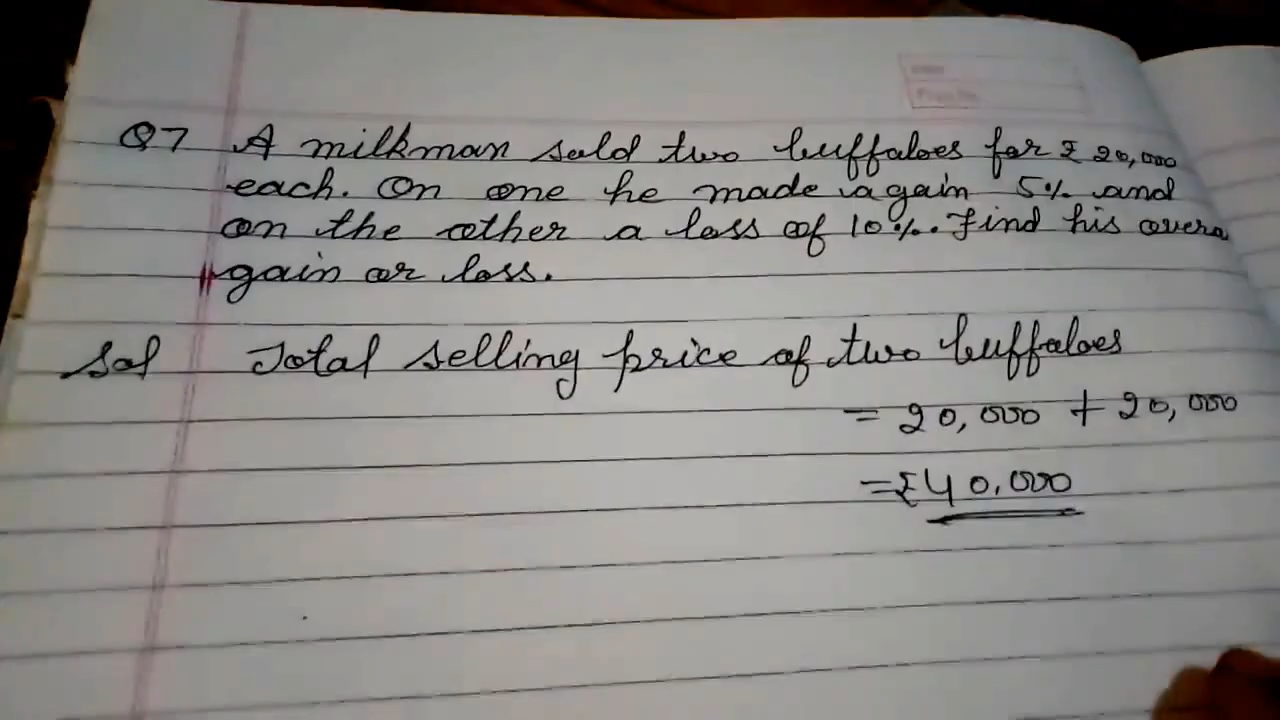 Q7 A milkman sold two buffaloes for ₹ 20,000
each. On one he made a gain 5% and
on the other a loss of 10%. Find his overa
gain or loss.
Sol Total selling price of two buffaloes
= 20,000 + 20,000
= ₹ 40,000